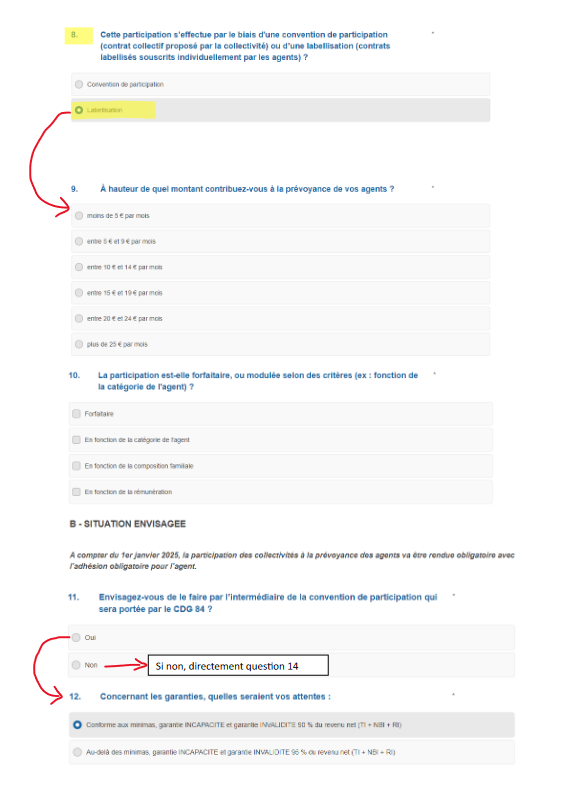 8. Cette participation s'effectue par le biais d'une convention de participation *
(contrat collectif proposé par la collectivité) ou d'une labellisation (contrats
labellisés souscrits individuellement par les agents) ?
Convention de participation
Labellisation
9. À hauteur de quel montant contribuez-vous à la prévoyance de vos agents ? *
moins de 5 € par mois
entre 5 € et 9 € par mois
entre 10 € et 14 € par mois
entre 15 € et 19 € par mois
entre 20 € et 24 € par mois
plus de 25 € par mois
10. La participation est-elle forfaitaire, ou modulée selon des critères (ex : fonction de *
la catégorie de l'agent) ?
Forfaitaire
En fonction de la catégorie de l'agent
En fonction de la composition familiale
En fonction de la rémunération
B - SITUATION ENVISAGEE
A compter du 1er janvier 2025, la participation des collectivités à la prévoyance des agents va être rendue obligatoire avec
l'adhésion obligatoire pour l'agent.
11. Envisagez-vous de le faire par l'intermédiaire de la convention de participation qui *
sera portée par le CDG 84 ?
Oui
Non Si non, directement question 14
12. Concernant les garanties, quelles seraient vos attentes : *
Conforme aux minimas, garantie INCAPACITE et garantie INVALIDITE 90 % du revenu net (TI + NBI + RI)
Au-delà des minimas, garantie INCAPACITE et garantie INVALIDITE 95 % du revenu net (TI + NBI + RI)